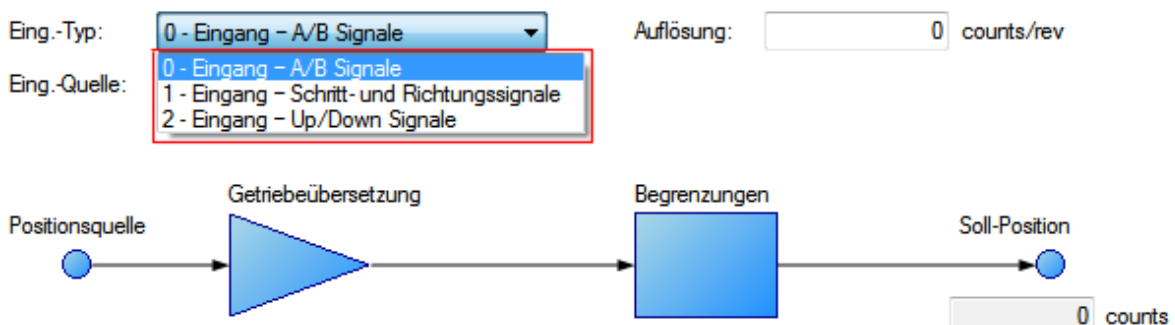 Eing.-Typ: 0 - Eingang – A/B Signale Auflösung: 0 counts/rev
0 - Eingang – A/B Signale
Eing.-Quelle:
1 - Eingang – Schritt- und Richtungssignale
2 - Eingang – Up/Down Signale
Getriebeübersetzung Begrenzungen
Positionsquelle Soll-Position
0 counts